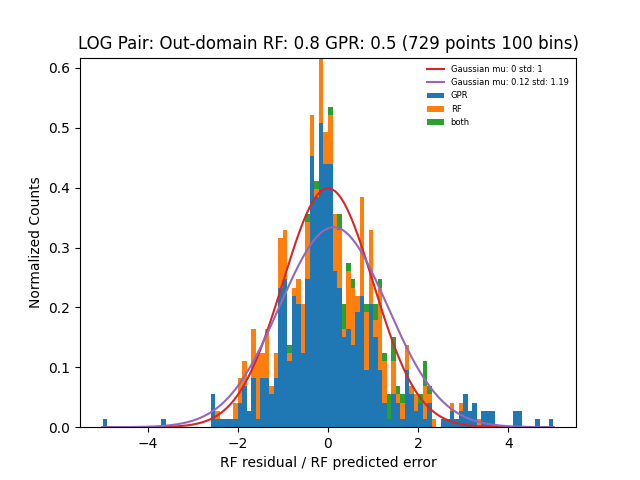 LOG Pair: Out-domain RF: 0.8 GPR: 0.5 (729 points 100 bins)
Gaussian mu: 0 std: 1
Gaussian mu: 0.12 std: 1.19
GPR
RF
both
Normalized Counts
0.6
0.5
0.4
0.3
0.2
0.1
0.0
−4 −2 0 2 4
RF residual / RF predicted error